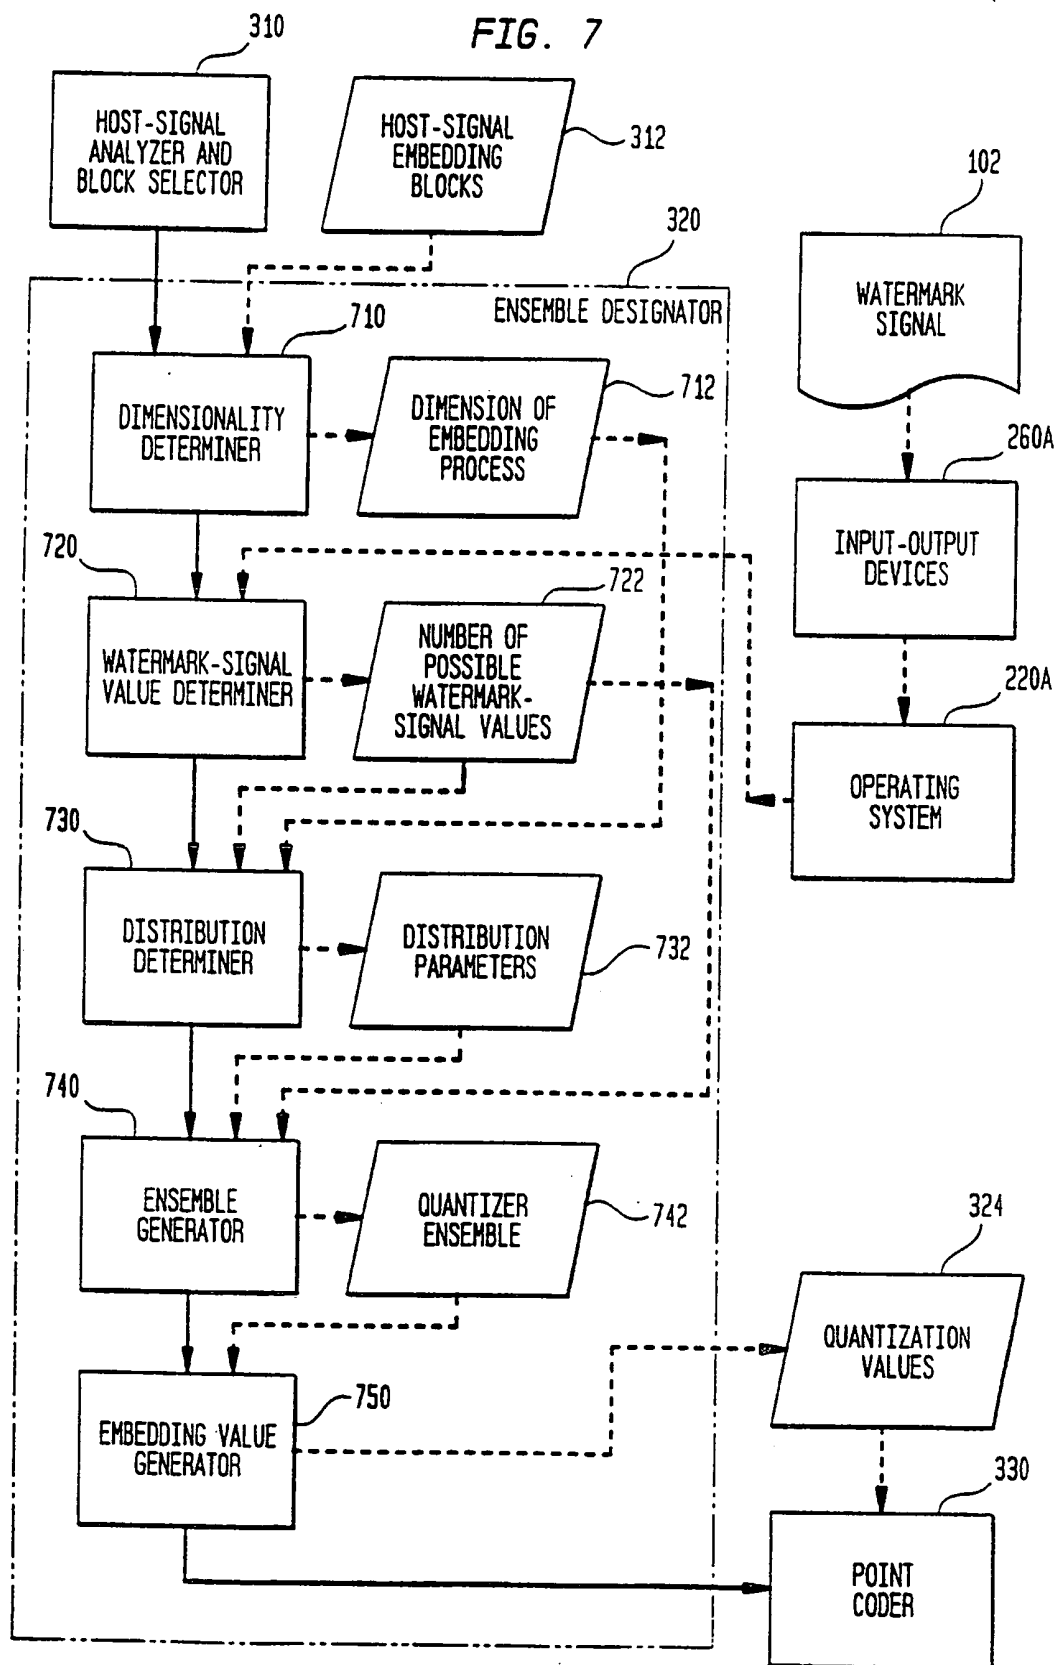 FIG. 7
310
HOST-SIGNAL
ANALYZER AND
BLOCK SELECTOR
HOST-SIGNAL
EMBEDDING
BLOCKS
312
102
WATERMARK
SIGNAL
320
ENSEMBLE DESIGNATOR
710
DIMENSIONALITY
DETERMINER
DIMENSION OF
EMBEDDING
PROCESS
712
260A
INPUT-OUTPUT
DEVICES
720
WATERMARK-SIGNAL
VALUE DETERMINER
722
NUMBER OF
POSSIBLE
WATERMARK-
SIGNAL VALUES
220A
OPERATING
SYSTEM
730
DISTRIBUTION
DETERMINER
DISTRIBUTION
PARAMETERS
732
740
ENSEMBLE
GENERATOR
QUANTIZER
ENSEMBLE
742
324
QUANTIZATION
VALUES
750
EMBEDDING VALUE
GENERATOR
330
POINT
CODER